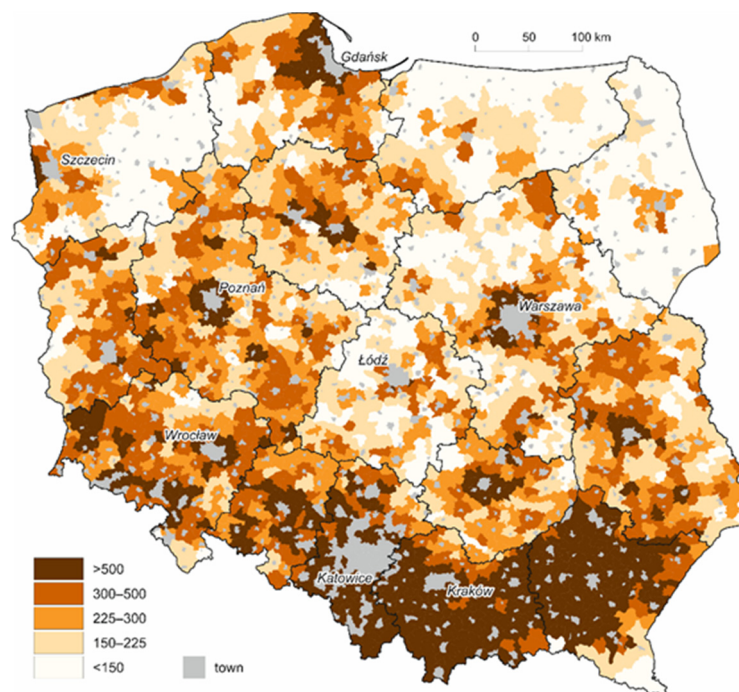 Gdańsk
0 50 100 km
Szczecin
Poznań
Warszawa
Łódź
Wrocław
Katowice
Kraków
>500
300–500
225–300
150–225
<150
town